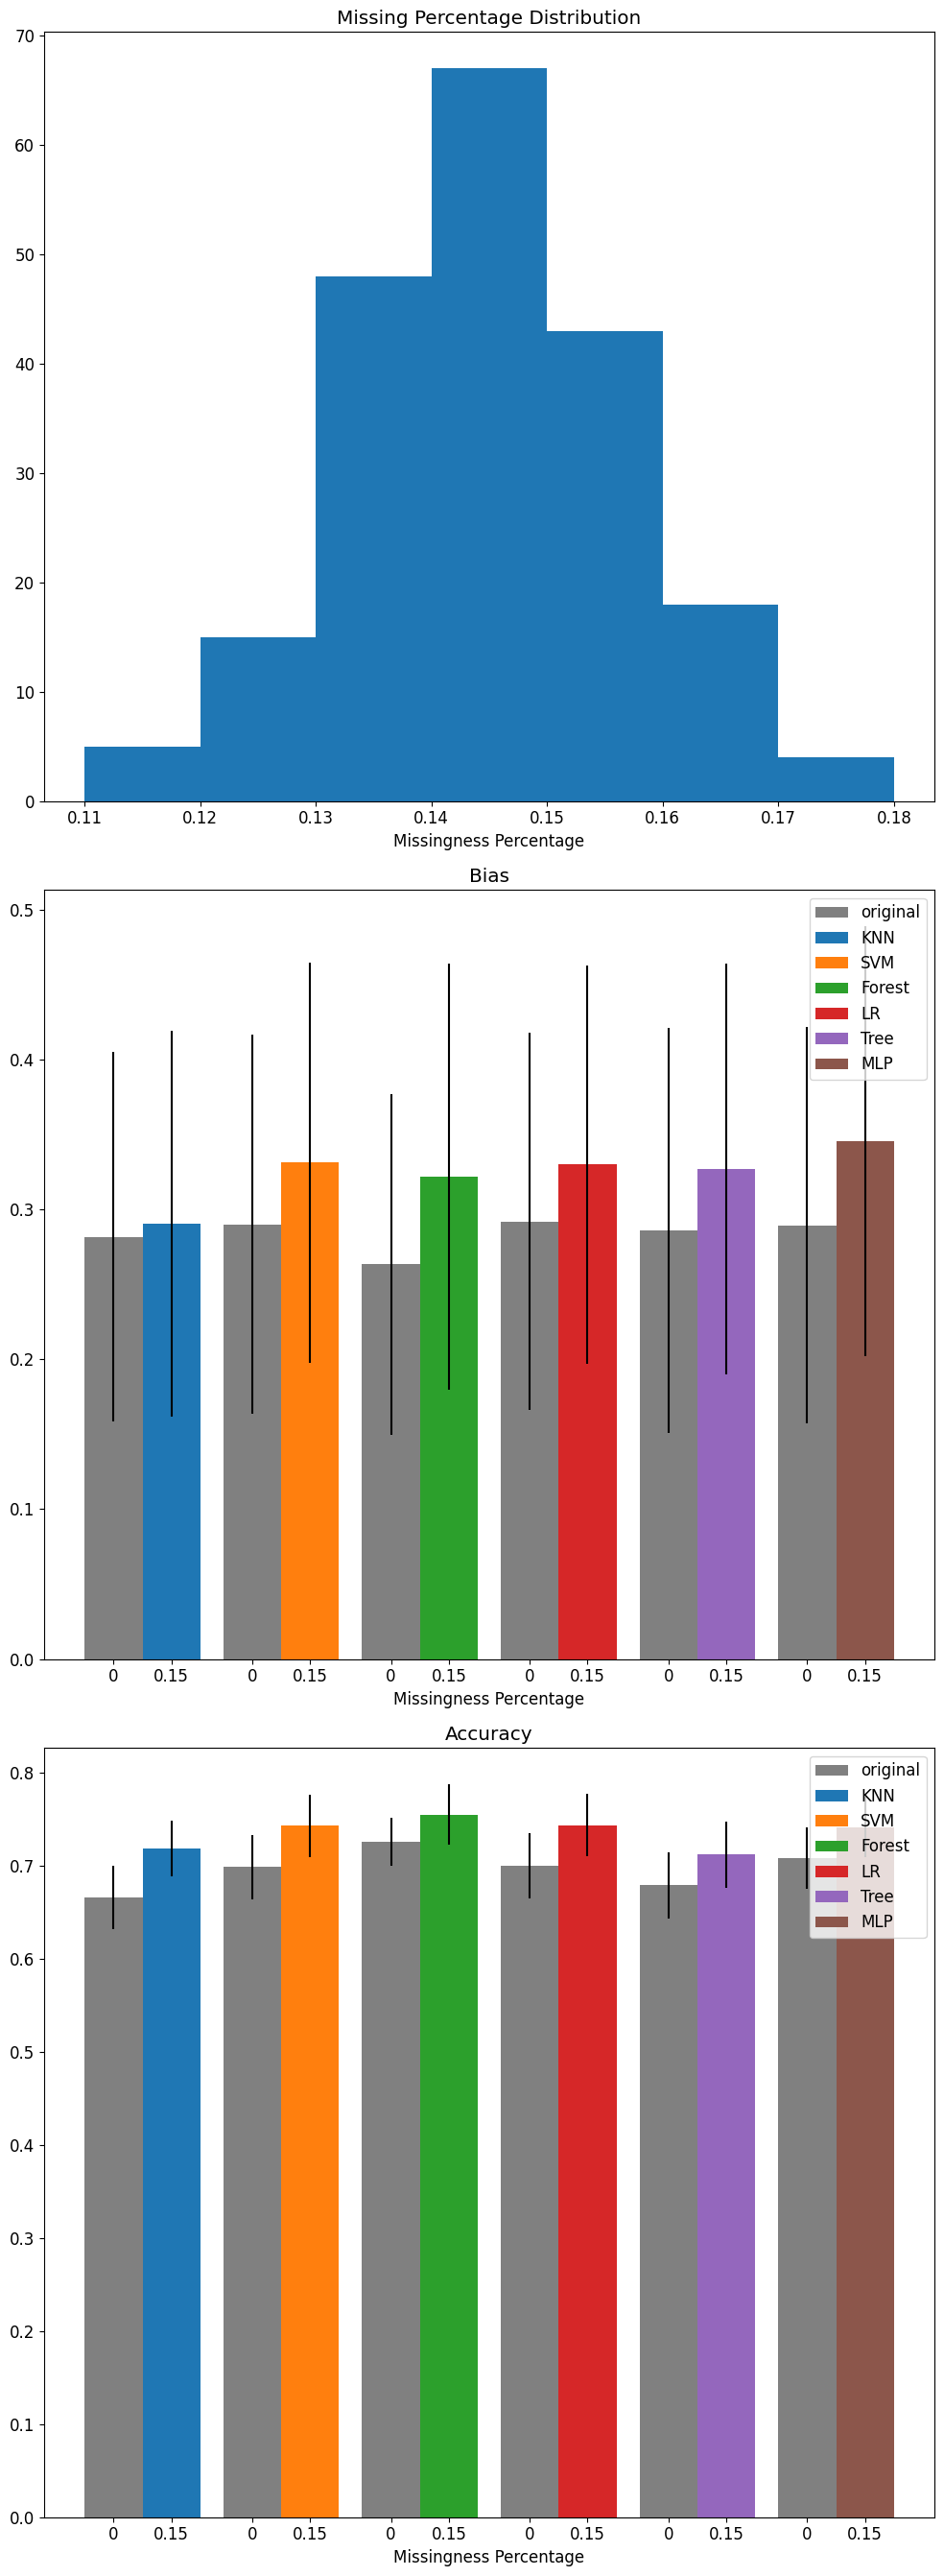 Missing Percentage Distribution
70
60
50
40
30
20
10
0
0.11 0.12 0.13 0.14 0.15 0.16 0.17 0.18
Missingness Percentage
Bias
0.5
0.4
0.3
0.2
0.1
0.0
original
KNN
SVM
Forest
LR
Tree
MLP
0 0.15 0 0.15 0 0.15 0 0.15 0 0.15 0 0.15
Missingness Percentage
Accuracy
0.8
0.7
0.6
0.5
0.4
0.3
0.2
0.1
0.0
original
KNN
SVM
Forest
LR
Tree
MLP
0 0.15 0 0.15 0 0.15 0 0.15 0 0.15 0 0.15
Missingness Percentage